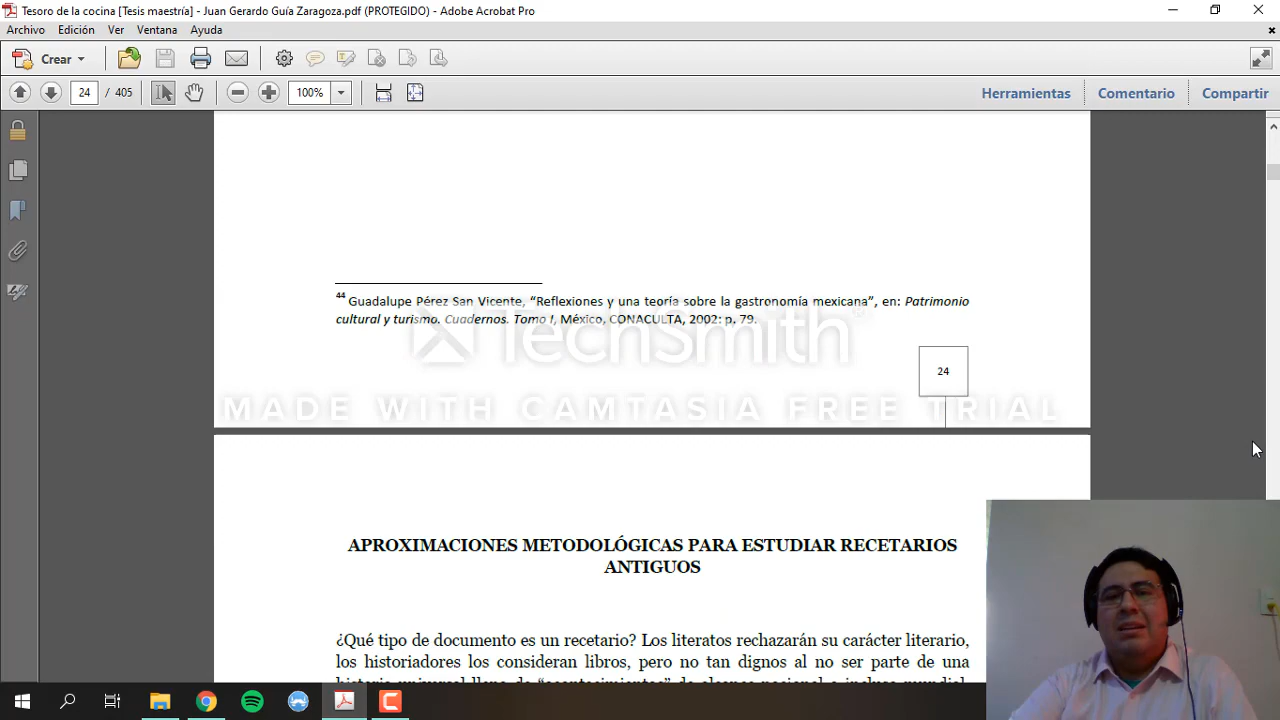 Tesoro de la cocina [Tesis maestría] - Juan Gerardo Guía Zaragoza.pdf (PROTEGIDO) - Adobe Acrobat Pro
Archivo Edición Ver Ventana Ayuda
Crear
24 / 405 100% Herramientas Comentario Compartir
44 Guadalupe Pérez San Vicente, “Reflexiones y una teoría sobre la gastronomía mexicana”, en: Patrimonio
cultural y turismo. Cuadernos. Tomo I, México, CONACULTA, 2002: p. 79.
TechSmith®
24
MADE WITH CAMTASIA FREE TRIAL
APROXIMACIONES METODOLÓGICAS PARA ESTUDIAR RECETARIOS
ANTIGUOS
¿Qué tipo de documento es un recetario? Los literatos rechazarán su carácter literario,
los historiadores los consideran libros, pero no tan dignos al no ser parte de una